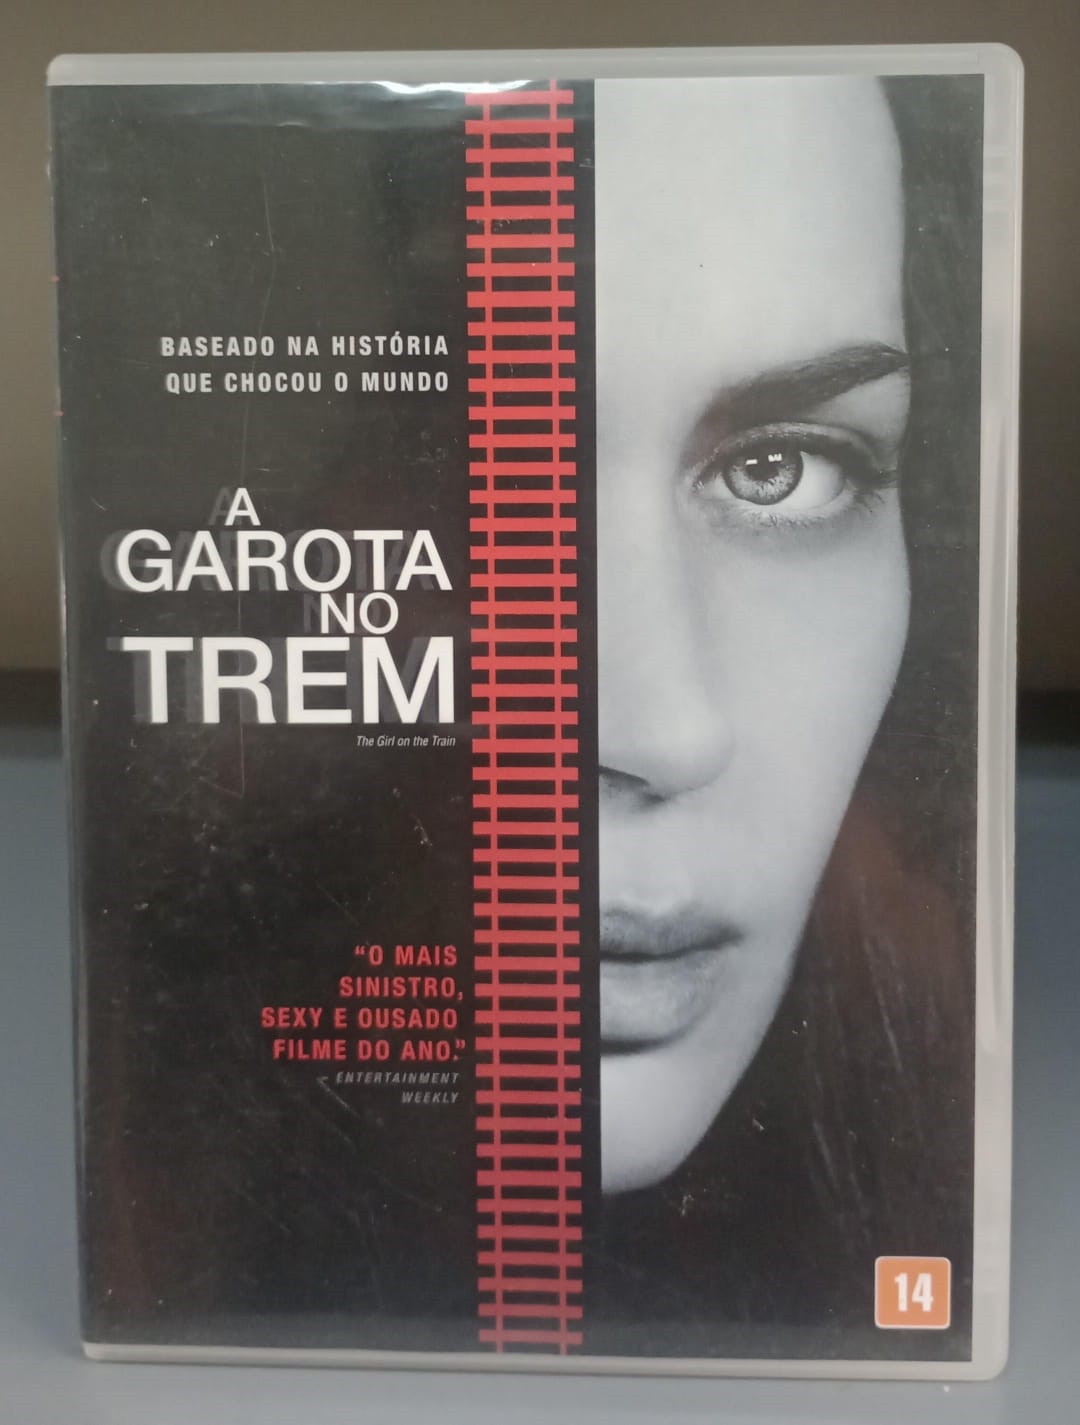 BASEADO NA HISTÓRIA
QUE CHOCOU O MUNDO
A
GAROTA
NO
TREM
The Girl on the Train
“O MAIS
SINISTRO,
SEXY E OUSADO
FILME DO ANO.”
– ENTERTAINMENT
WEEKLY
14